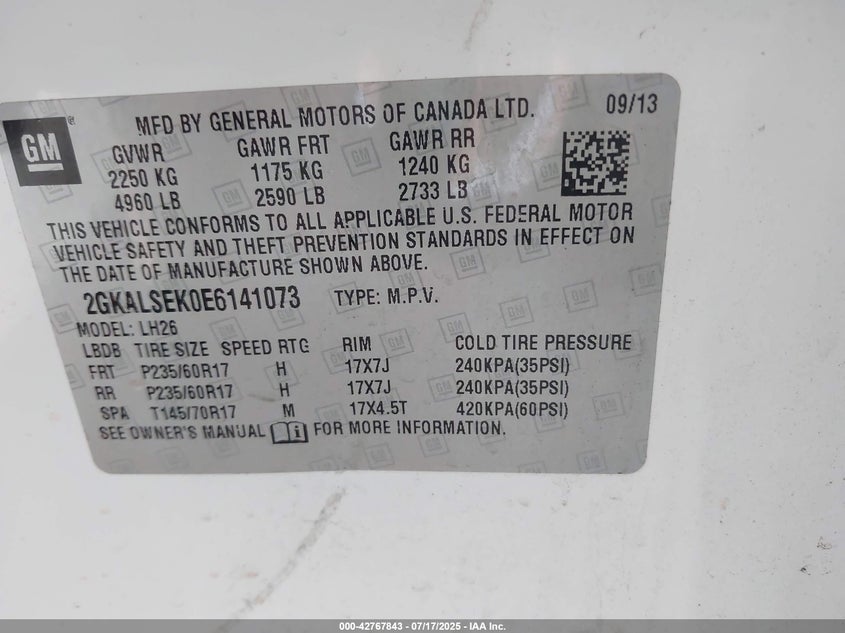 MFD BY GENERAL MOTORS OF CANADA LTD. 09/13
GM®
GVWR GAWR FRT GAWR RR
2250 KG 1175 KG 1240 KG
4960 LB 2590 LB 2733 LB
THIS VEHICLE CONFORMS TO ALL APPLICABLE U.S. FEDERAL MOTOR
VEHICLE SAFETY AND THEFT PREVENTION STANDARDS IN EFFECT ON
THE DATE OF MANUFACTURE SHOWN ABOVE.
2GKALSEK0E6141073 TYPE: M.P.V.
MODEL: LH26
LBDB TIRE SIZE SPEED RTG RIM COLD TIRE PRESSURE
FRT P235/60R17 H 17X7J 240KPA(35PSI)
RR P235/60R17 H 17X7J 240KPA(35PSI)
SPA T145/70R17 M 17X4.5T 420KPA(60PSI)
SEE OWNER'S MANUAL FOR MORE INFORMATION.
000-42767843 / 07/17/2025 - IAA Inc.